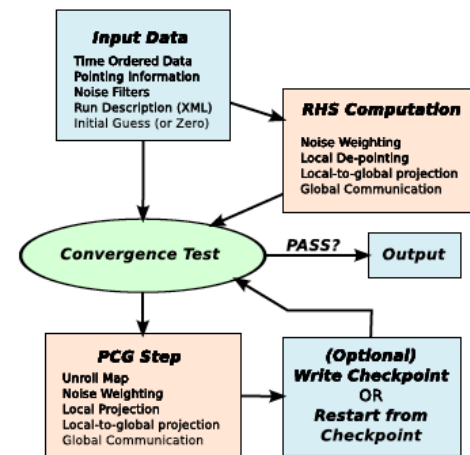 Input Data
Time Ordered Data
Pointing Information
Noise Filters
Run Description (XML)
Initial Guess (or Zero)
RHS Computation
Noise Weighting
Local De-pointing
Local-to-global projection
Global Communication
Convergence Test
PASS?
Output
PCG Step
Unroll Map
Noise Weighting
Local Projection
Local-to-global projection
Global Communication
(Optional)
Write Checkpoint
OR
Restart from
Checkpoint